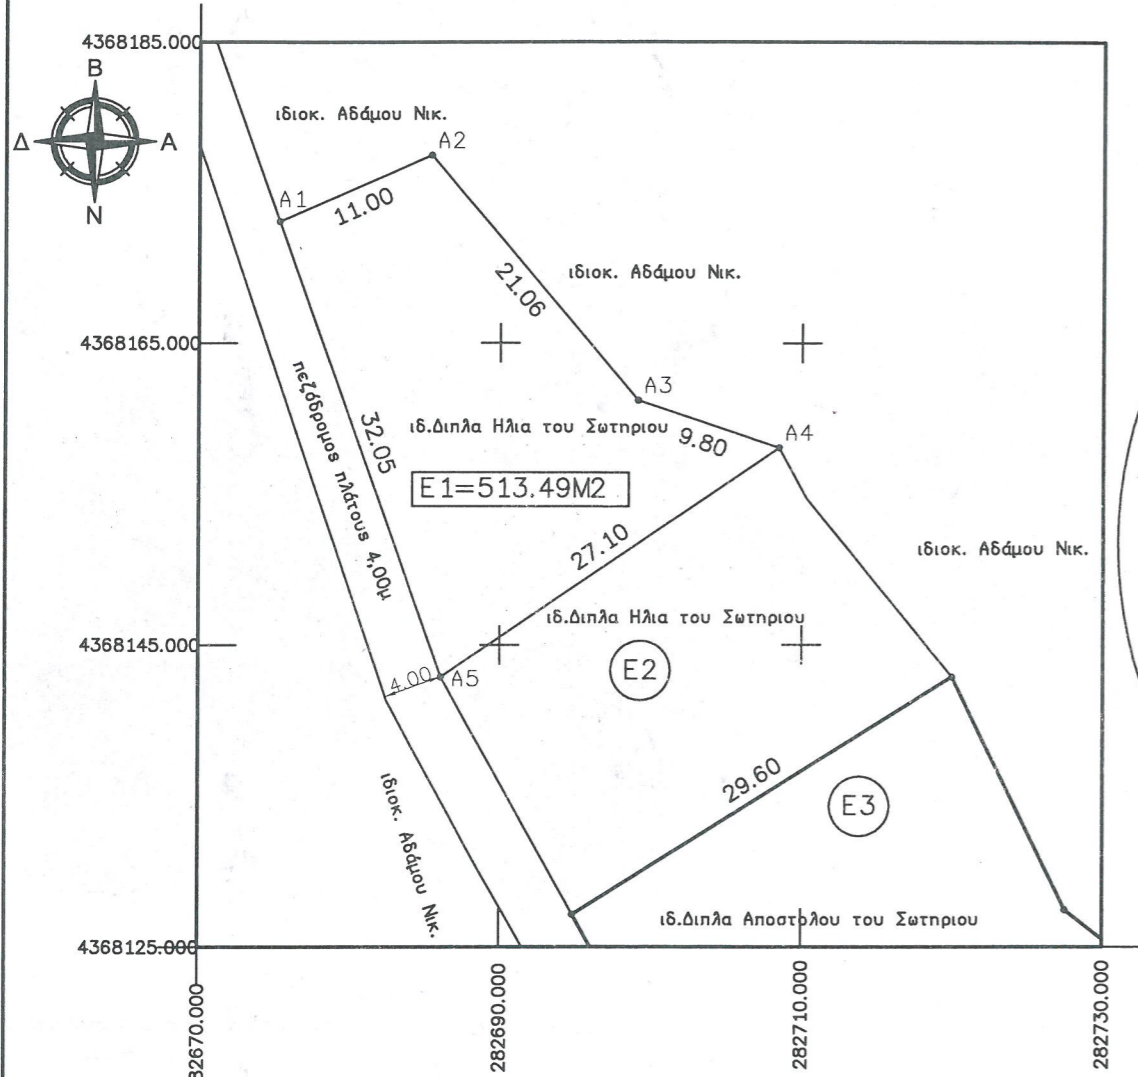 4368185.000
Β
Δ
Α
Ν
ιδιοκ. Αδάμου Νικ.
A2
A1
11.00
ιδιοκ. Αδάμου Νικ.
21.06
4368165.000
A3
πεζόδρομος πλάτους 4,00μ
32.05
ιδ.Διπλα Ηλια του Σωτηριου
9.80
A4
E1=513.49M2
27.10
ιδιοκ. Αδάμου Νικ.
ιδ.Διπλα Ηλια του Σωτηριου
4368145.000
E2
4.00
A5
29.60
E3
ιδιοκ. Αδάμου Νικ.
ιδ.Διπλα Αποστολου του Σωτηριου
4368125.000
82670.000
282690.000
282710.000
282730.000